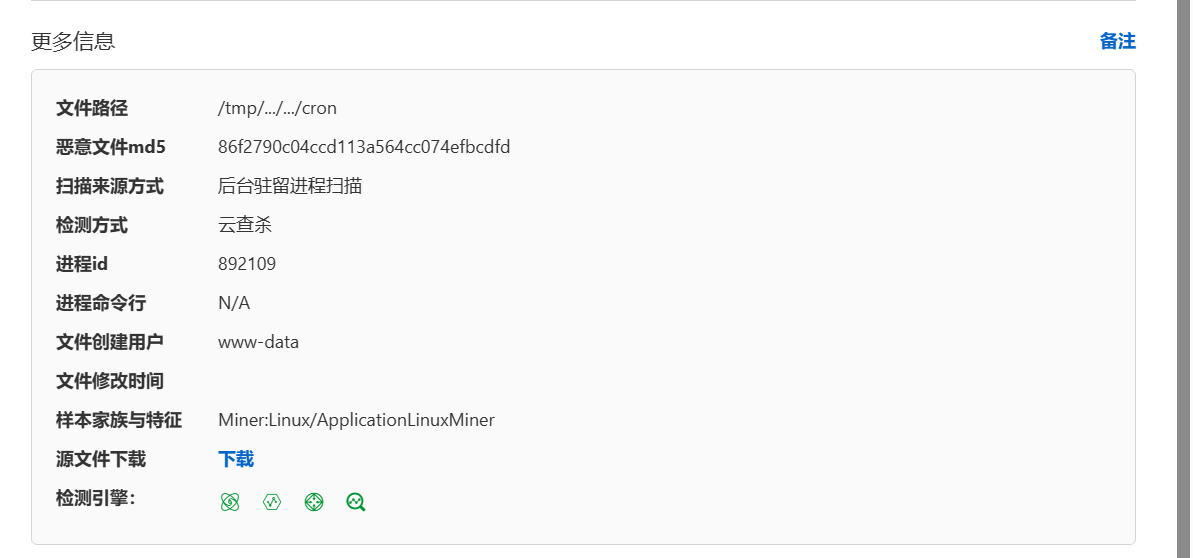 更多信息 备注
文件路径 /tmp/.../.../cron
恶意文件md5 86f2790c04ccd113a564cc074efbcdfd
扫描来源方式 后台驻留进程扫描
检测方式 云查杀
进程id 892109
进程命令行 N/A
文件创建用户 www-data
文件修改时间
样本家族与特征 Miner:Linux/ApplicationLinuxMiner
源文件下载 下载
检测引擎：